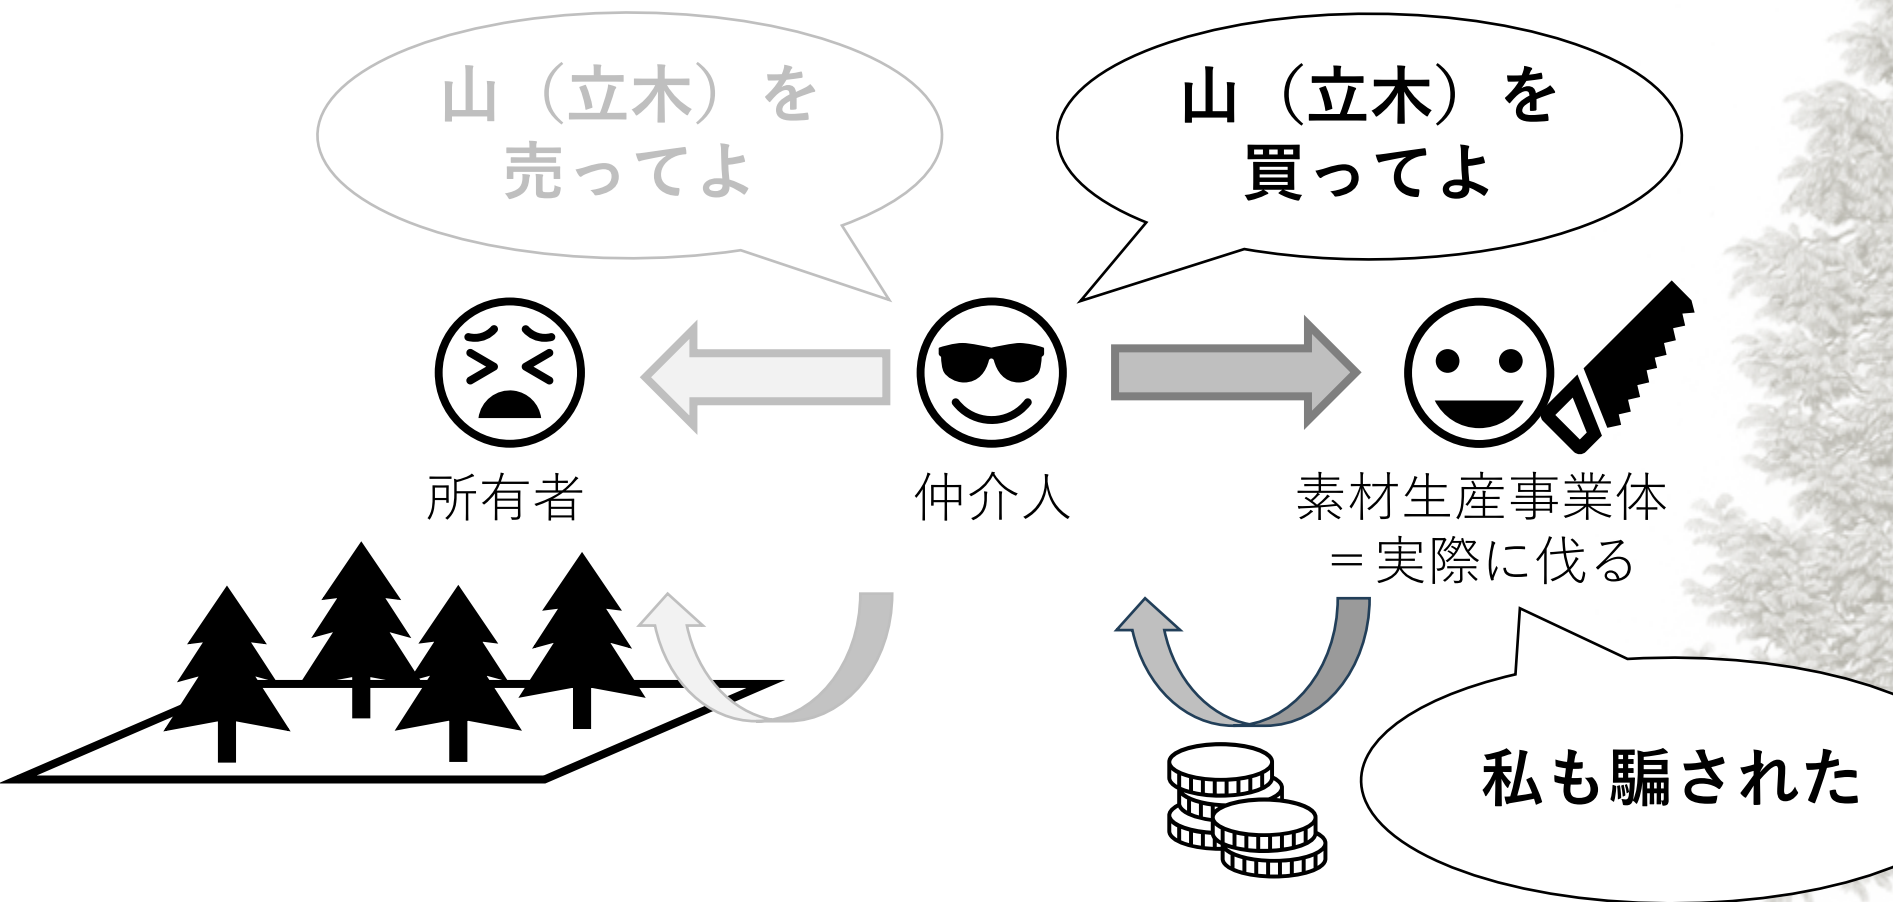 山（立木）を
売ってよ
山（立木）を
買ってよ
所有者
仲介人
素材生産事業体
＝実際に伐る
私も騙された